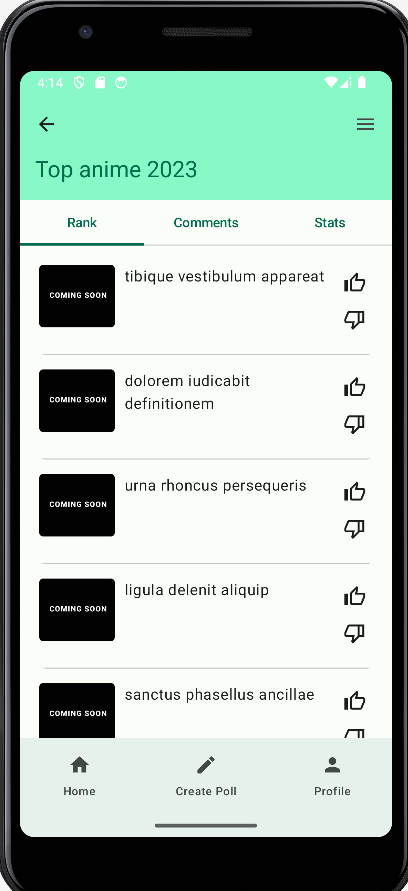 4:14
Top anime 2023
Rank Comments Stats
COMING SOON
tibique vestibulum appareat
COMING SOON
dolorem iudicabit
definitionem
COMING SOON
urna rhoncus persequeris
COMING SOON
ligula delenit aliquip
COMING SOON
sanctus phasellus ancillae
Home Create Poll Profile